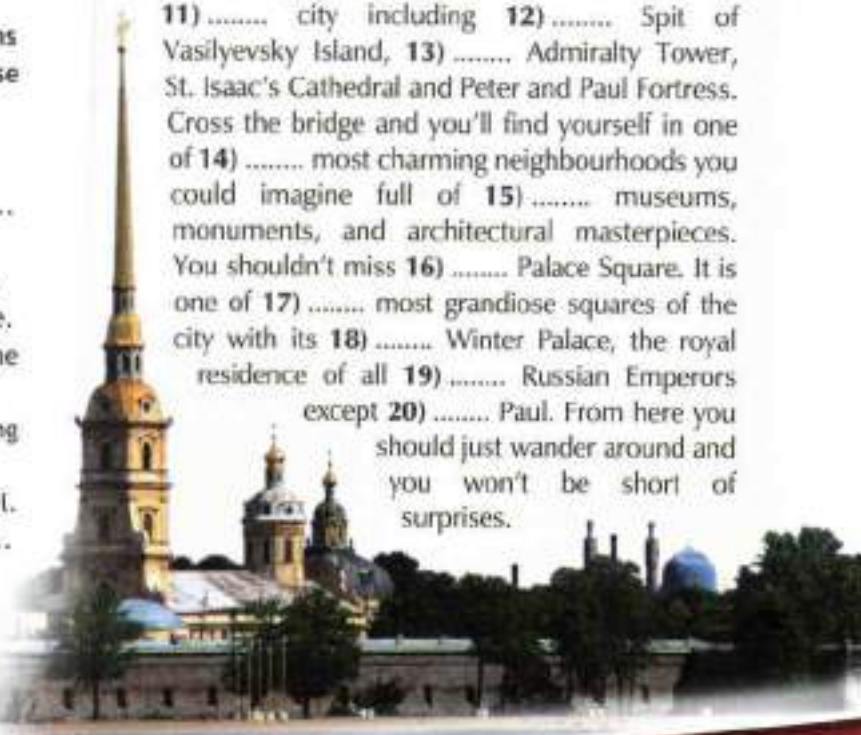 11) ........ city including 12) ........ Spit of
Vasilyevsky Island, 13) ........ Admiralty Tower,
St. Isaac's Cathedral and Peter and Paul Fortress.
Cross the bridge and you'll find yourself in one
of 14) ........ most charming neighbourhoods you
could imagine full of 15) ........ museums,
monuments, and architectural masterpieces.
You shouldn't miss 16) ........ Palace Square. It is
one of 17) ........ most grandiose squares of the
city with its 18) ........ Winter Palace, the royal
residence of all 19) ........ Russian Emperors
except 20) ........ Paul. From here you
should just wander around and
you won't be short of
surprises.